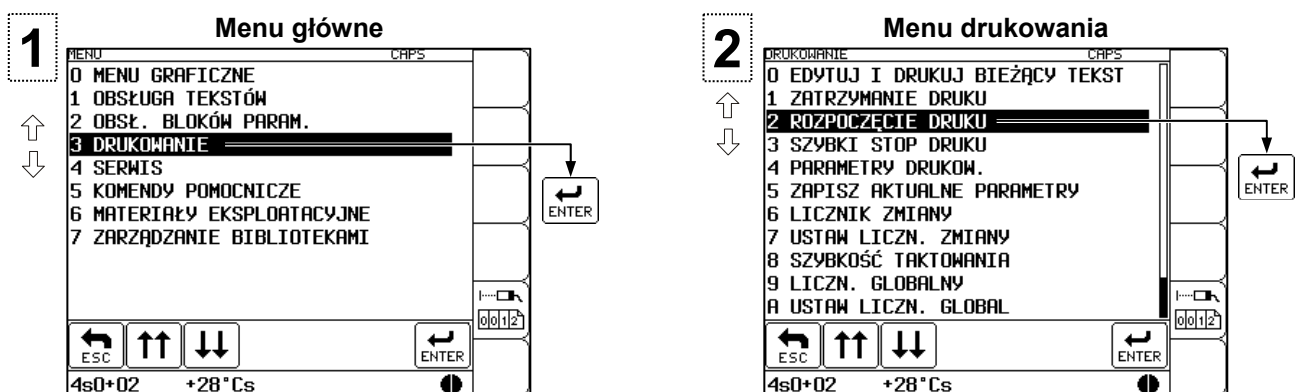 1
Menu główne
MENU CAPS
0 MENU GRAFICZNE
1 OBSŁUGA TEKSTÓW
2 OBSŁ. BLOKÓW PARAM.
3 DRUKOWANIE
4 SERWIS
5 KOMENDY POMOCNICZE
6 MATERIAŁY EKSPLOATACYJNE
7 ZARZĄDZANIE BIBLIOTEKAMI
ENTER
0012
ESC
ENTER
4s0+02 +28°Cs
2
Menu drukowania
DRUKOWANIE CAPS
0 EDYTUJ I DRUKUJ BIEŻĄCY TEKST
1 ZATRZYMANIE DRUKU
2 ROZPOCZĘCIE DRUKU
3 SZYBKI STOP DRUKU
4 PARAMETRY DRUKOW.
5 ZAPISZ AKTUALNE PARAMETRY
6 LICZNIK ZMIANY
7 USTAW LICZN. ZMIANY
8 SZYBKOŚĆ TAKTOWANIA
9 LICZN. GLOBALNY
A USTAW LICZN. GLOBAL
ENTER
0012
ESC
ENTER
4s0+02 +28°Cs